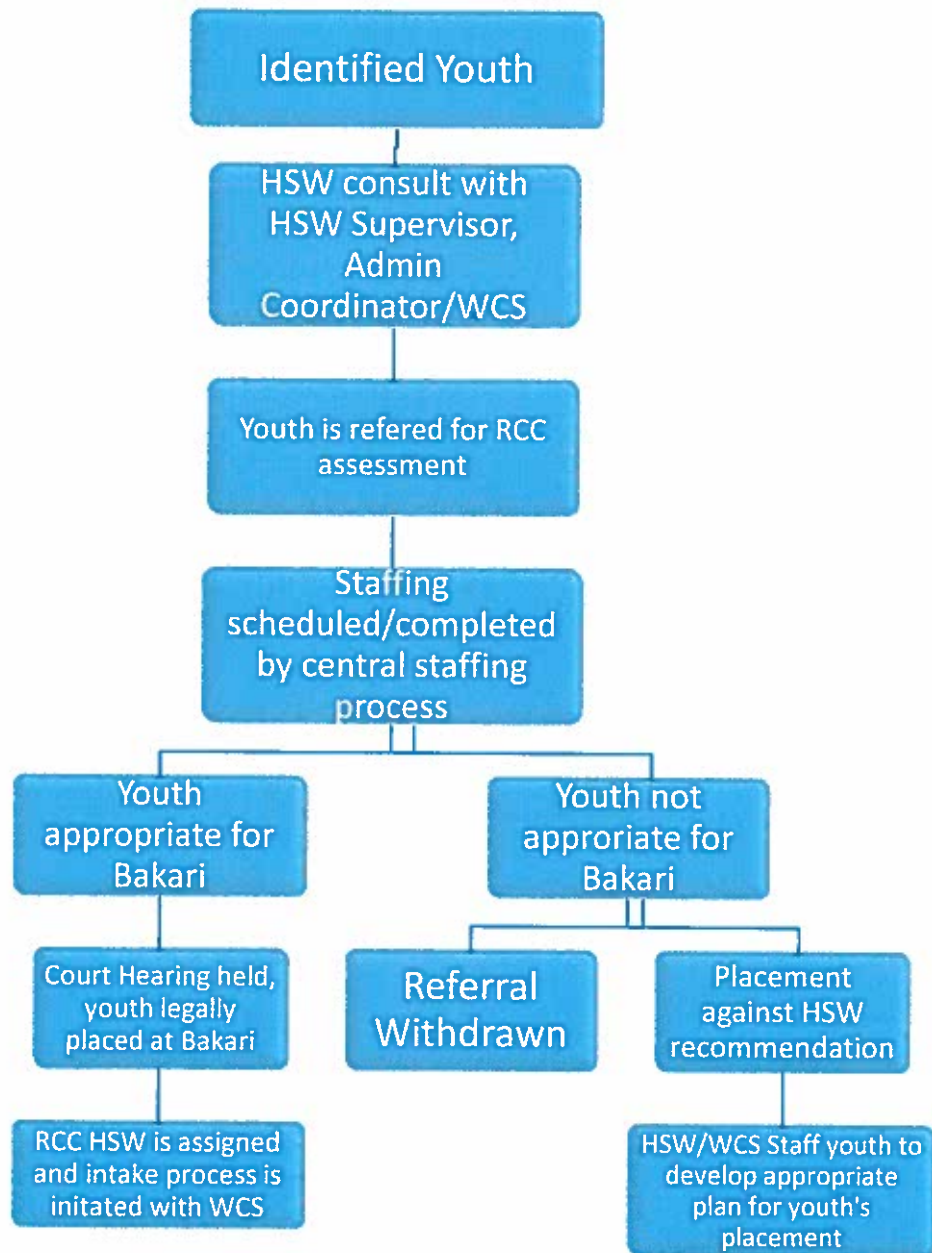 Identified Youth
HSW consult with
HSW Supervisor,
Admin
Coordinator/WCS
Youth is refered for RCC
assessment
Staffing
scheduled/completed
by central staffing
process
Youth
appropriate for
Bakari
Youth not
approriate for
Bakari
Court Hearing held,
youth legally
placed at Bakari
Referral
Withdrawn
Placement
against HSW
recommendation
RCC HSW is assigned
and intake process is
initated with WCS
HSW/WCS Staff youth to
develop appropriate
plan for youth's
placement